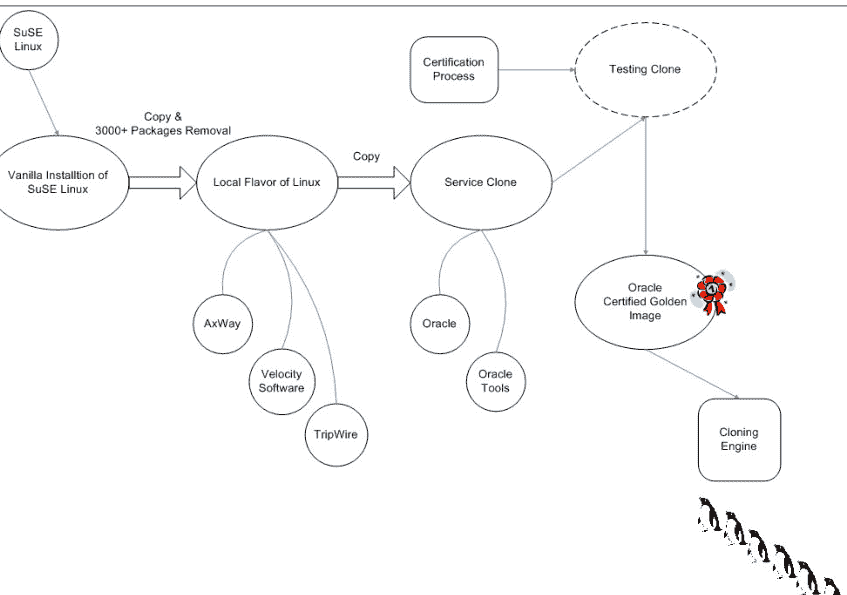 SuSE
Linux
Certification
Process
Testing Clone
Copy &
3000+ Packages Removal
Vanilla Installtion of
SuSE Linux
Local Flavor of Linux
Copy
Service Clone
Oracle
Certified Golden
Image
AxWay
Velocity
Software
TripWire
Oracle
Oracle
Tools
Cloning
Engine